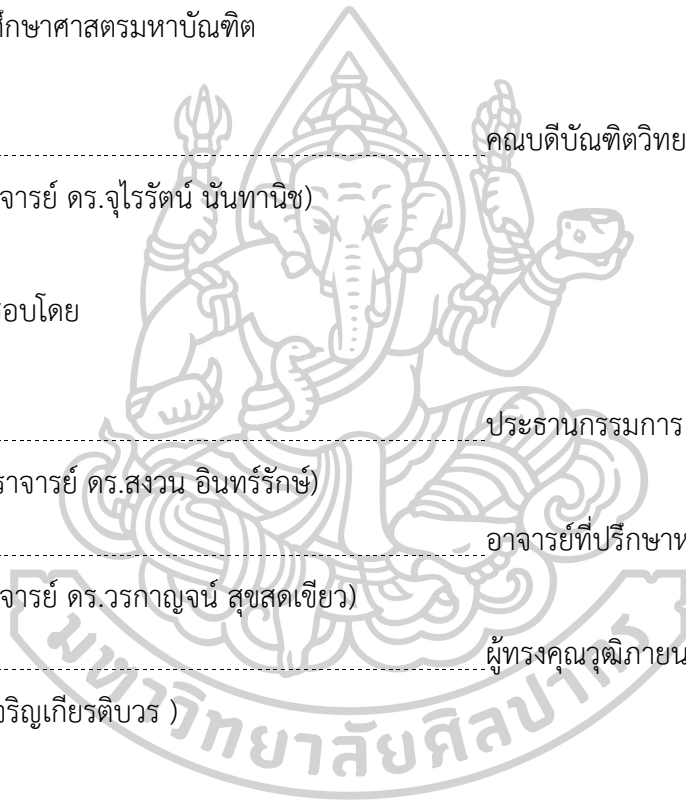 ึกษาศาสตรมหาบัณฑิต
คณบดีบัณฑิตวิทย
จารย์ ดร.จุไรรัตน์ นันทานิช)
อบโดย
ประธานกรรมการ
ราจารย์ ดร.สงวน อินทร์รักษ์)
อาจารย์ที่ปรึกษาห
จารย์ ดร.วรกาญจน์ สุขสดเขียว)
ผู้ทรงคุณวุฒิภายน
จริญเกียรติบวร )
มหาวิทยาลัยศิลปากร